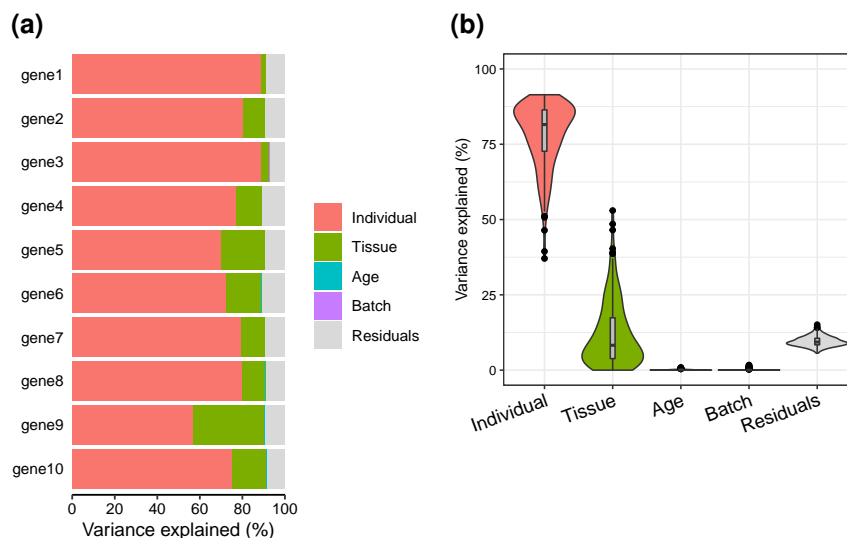 (a)
gene1
gene2
gene3
gene4
gene5
gene6
gene7
gene8
gene9
gene10
0 20 40 60 80 100
Variance explained (%)
Individual
Tissue
Age
Batch
Residuals
(b)
100
75
50
25
0
Variance explained (%)
Individual
Tissue
Age
Batch
Residuals